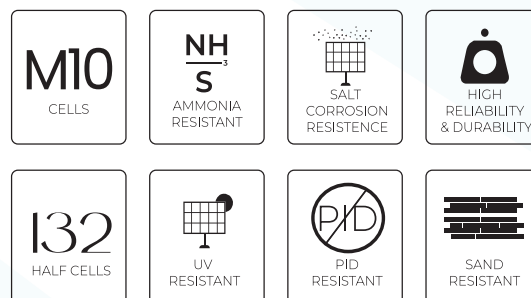 M10
CELLS
NH
3
S
AMMONIA
RESISTANT
SALT
CORROSION
RESISTENCE
HIGH
RELIABILITY
& DURABILITY
132
HALF CELLS
UV
RESISTANT
PID
PID
RESISTANT
SAND
RESISTANT